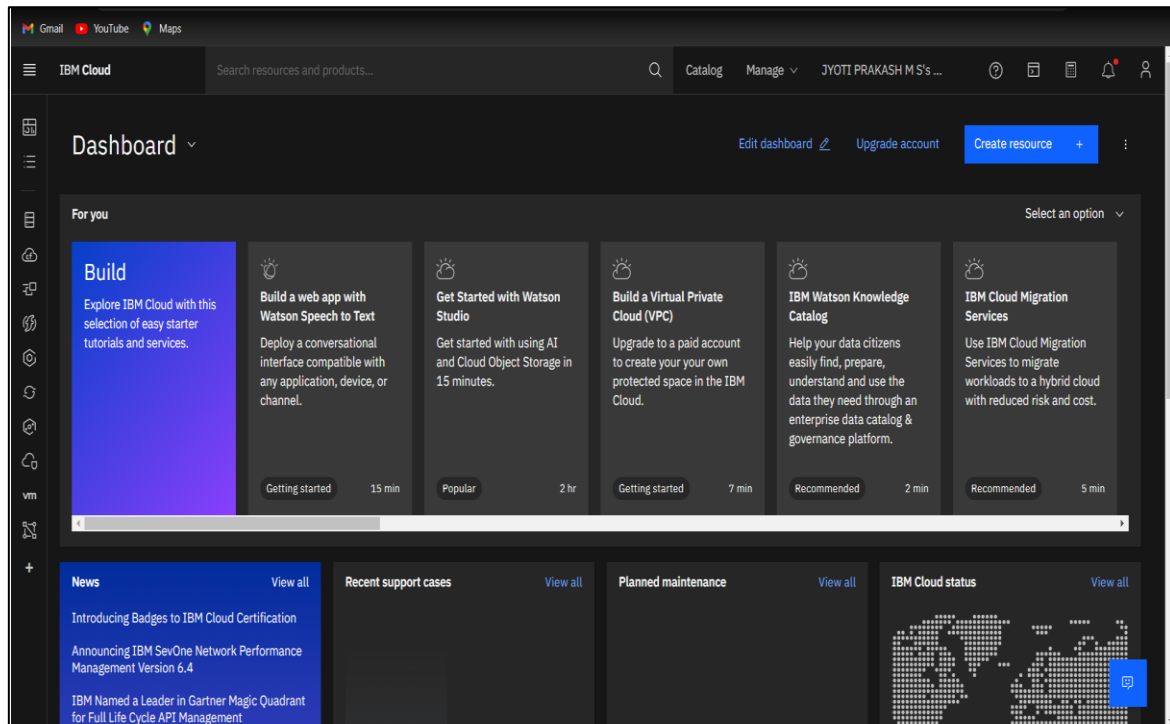 Gmail YouTube Maps
IBM Cloud Search resources and products... Catalog Manage JYOTI PRAKASH M S's ...
Dashboard
Edit dashboard Upgrade account Create resource +
For you
Select an option
Build
Explore IBM Cloud with this
selection of easy starter
tutorials and services.
Build a web app with
Watson Speech to Text
Deploy a conversational
interface compatible with
any application, device, or
channel.
Getting started 15 min
Get Started with Watson
Studio
Get started with using AI
and Cloud Object Storage in
15 minutes.
Popular 2 hr
Build a Virtual Private
Cloud (VPC)
Upgrade to a paid account
to create your your own
protected space in the IBM
Cloud.
Getting started 7 min
IBM Watson Knowledge
Catalog
Help your data citizens
easily find, prepare,
understand and use the
data they need through an
enterprise data catalog &
governance platform.
Recommended 2 min
IBM Cloud Migration
Services
Use IBM Cloud Migration
Services to migrate
workloads to a hybrid cloud
with reduced risk and cost.
Recommended 5 min
vm
+
News View all
Introducing Badges to IBM Cloud Certification
Announcing IBM SevOne Network Performance
Management Version 6.4
IBM Named a Leader in Gartner Magic Quadrant
for Full Life Cycle API Management
Recent support cases View all
Planned maintenance View all
IBM Cloud status View all